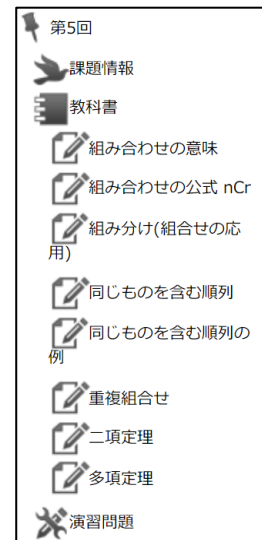 第5回
課題情報
教科書
組み合わせの意味
組み合わせの公式 nCr
組み分け(組合せの応
用)
同じものを含む順列
同じものを含む順列の
例
重複組合せ
二項定理
多項定理
演習問題